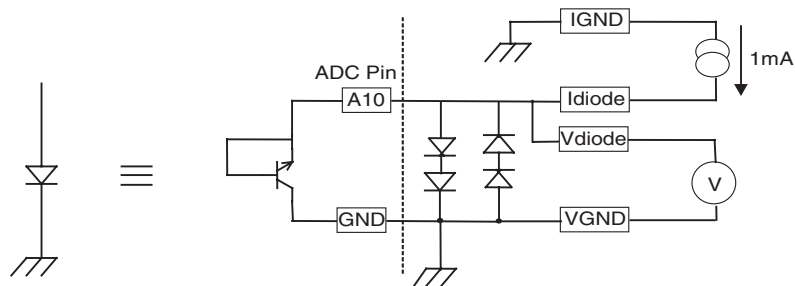 IGND
1mA
ADC Pin
A10
Idiode
Vdiode
V
GND
VGND